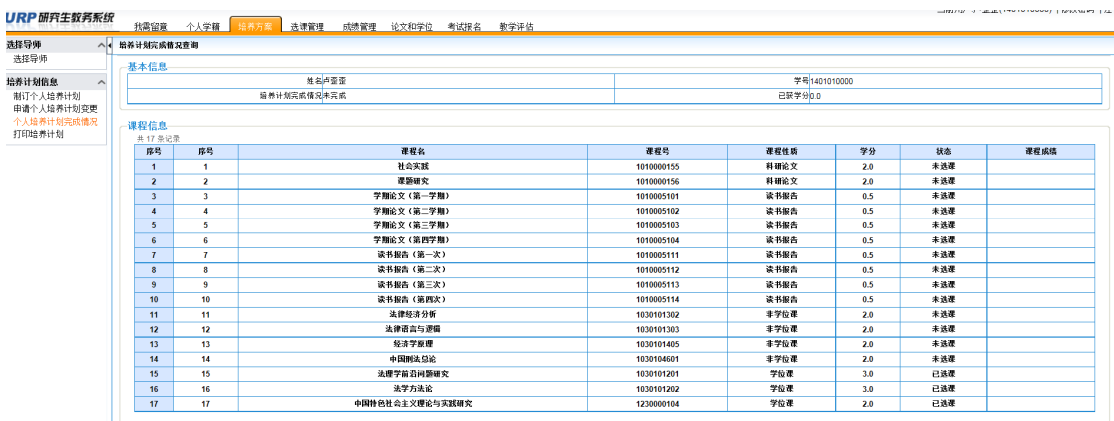 URP研究生教务系统
我需留意 个人学籍 培养方案 选课管理 成绩管理 论文和学位 考试报名 教学评估
选择导师
选择导师
培养计划信息
制订个人培养计划
申请个人培养计划变更
个人培养计划完成情况
打印培养计划
培养计划完成情况查询
基本信息
姓名 卢歪歪 学号 1401010000
培养计划完成情况 未完成 已获学分 0.0
课程信息
共 17 条记录
序号 序号 课程名 课程号 课程性质 学分 状态 课程成绩
1 1 社会实践 1010000155 科研论文 2.0 未选课
2 2 课题研究 1010000156 科研论文 2.0 未选课
3 3 学期论文（第一学期） 1010005101 读书报告 0.5 未选课
4 4 学期论文（第二学期） 1010005102 读书报告 0.5 未选课
5 5 学期论文（第三学期） 1010005103 读书报告 0.5 未选课
6 6 学期论文（第四学期） 1010005104 读书报告 0.5 未选课
7 7 读书报告（第一次） 1010005111 读书报告 0.5 未选课
8 8 读书报告（第二次） 1010005112 读书报告 0.5 未选课
9 9 读书报告（第三次） 1010005113 读书报告 0.5 未选课
10 10 读书报告（第四次） 1010005114 读书报告 0.5 未选课
11 11 法律经济分析 1030101302 非学位课 2.0 未选课
12 12 法律语言与逻辑 1030101303 非学位课 2.0 未选课
13 13 经济学原理 1030101405 非学位课 2.0 未选课
14 14 中国刑法总论 1030104601 非学位课 2.0 未选课
15 15 法理学前沿问题研究 1030101201 学位课 3.0 已选课
16 16 法学方法论 1030101202 学位课 3.0 已选课
17 17 中国特色社会主义理论与实践研究 1230000104 学位课 2.0 已选课